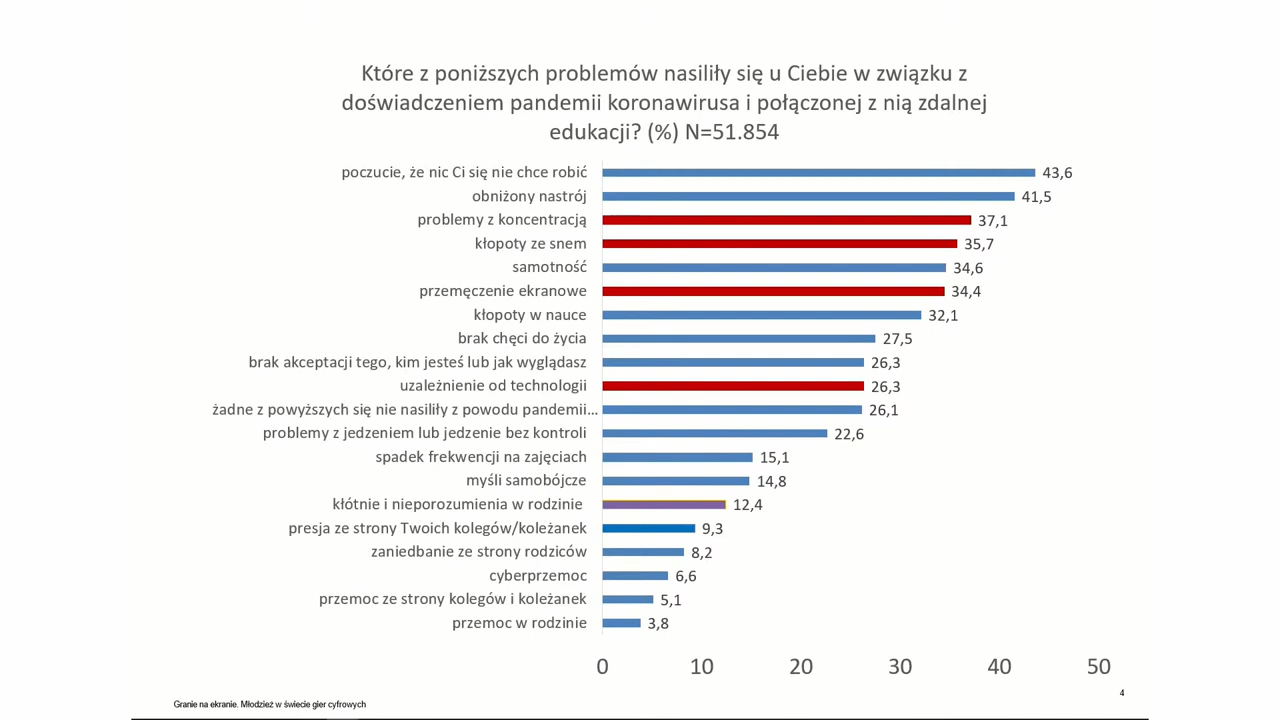 Które z poniższych problemów nasiliły się u Ciebie w związku z
doświadczeniem pandemii koronawirusa i połączonej z nią zdalnej
edukacji? (%) N=51.854
poczucie, że nic Ci się nie chce robić 43,6
obniżony nastrój 41,5
problemy z koncentracją 37,1
kłopoty ze snem 35,7
samotność 34,6
przemęczenie ekranowe 34,4
kłopoty w nauce 32,1
brak chęci do życia 27,5
brak akceptacji tego, kim jesteś lub jak wyglądasz 26,3
uzależnienie od technologii 26,3
żadne z powyższych się nie nasiliły z powodu pandemii… 26,1
problemy z jedzeniem lub jedzenie bez kontroli 22,6
spadek frekwencji na zajęciach 15,1
myśli samobójcze 14,8
kłótnie i nieporozumienia w rodzinie 12,4
presja ze strony Twoich kolegów/koleżanek 9,3
zaniedbanie ze strony rodziców 8,2
cyberprzemoc 6,6
przemoc ze strony kolegów i koleżanek 5,1
przemoc w rodzinie 3,8
0 10 20 30 40 50
4
Granie na ekranie. Młodzież w świecie gier cyfrowych